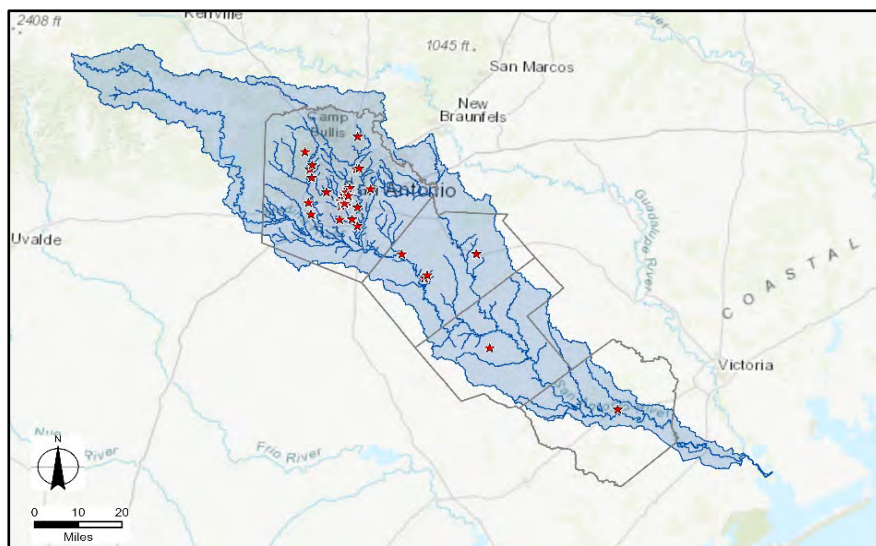 2408 ft
Kerrville
1045 ft
San Marcos
New
Braunfels
Camp
Bullis
Antonio
Uvalde
Guadalupe River
COASTAL
Victoria
Frio River
River
N
0 10 20
Miles